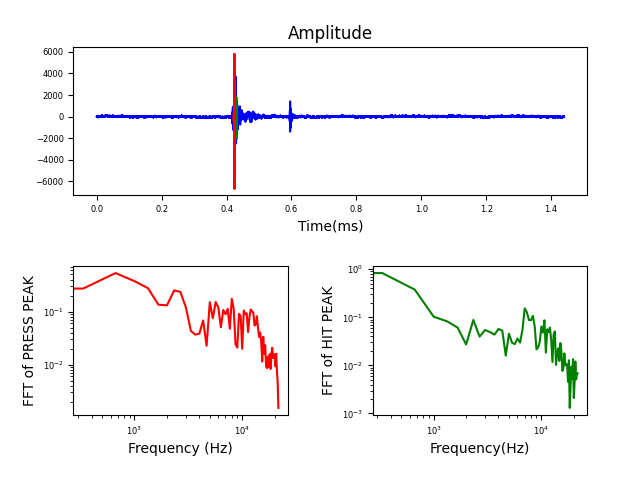 Amplitude
6000
4000
2000
0
−2000
−4000
−6000
0.0 0.2 0.4 0.6 0.8 1.0 1.2 1.4
Time(ms)
FFT of PRESS PEAK
10⁻¹
10⁻²
10³ 10⁴
Frequency (Hz)
FFT of HIT PEAK
10⁰
10⁻¹
10⁻²
10⁻³
10³ 10⁴
Frequency(Hz)